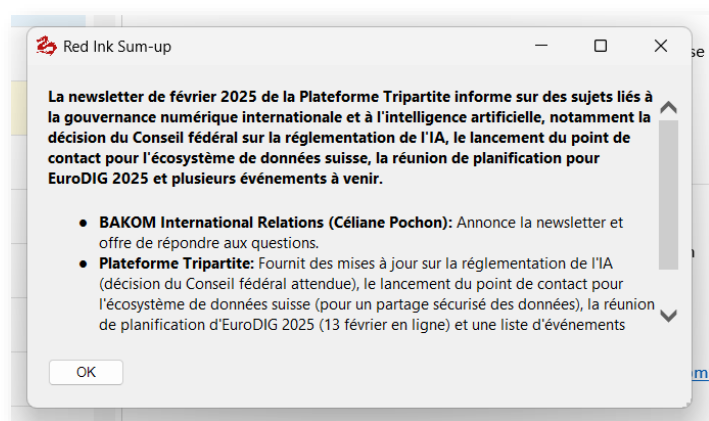 Red Ink Sum-up
se
La newsletter de février 2025 de la Plateforme Tripartite informe sur des sujets liés à
la gouvernance numérique internationale et à l'intelligence artificielle, notamment la
décision du Conseil fédéral sur la réglementation de l'IA, le lancement du point de
contact pour l'écosystème de données suisse, la réunion de planification pour
EuroDIG 2025 et plusieurs événements à venir.
● BAKOM International Relations (Céliane Pochon): Annonce la newsletter et
offre de répondre aux questions.
● Plateforme Tripartite: Fournit des mises à jour sur la réglementation de l'IA
(décision du Conseil fédéral attendue), le lancement du point de contact pour
l'écosystème de données suisse (pour un partage sécurisé des données), la réunion
de planification d'EuroDIG 2025 (13 février en ligne) et une liste d'événements
OK
om